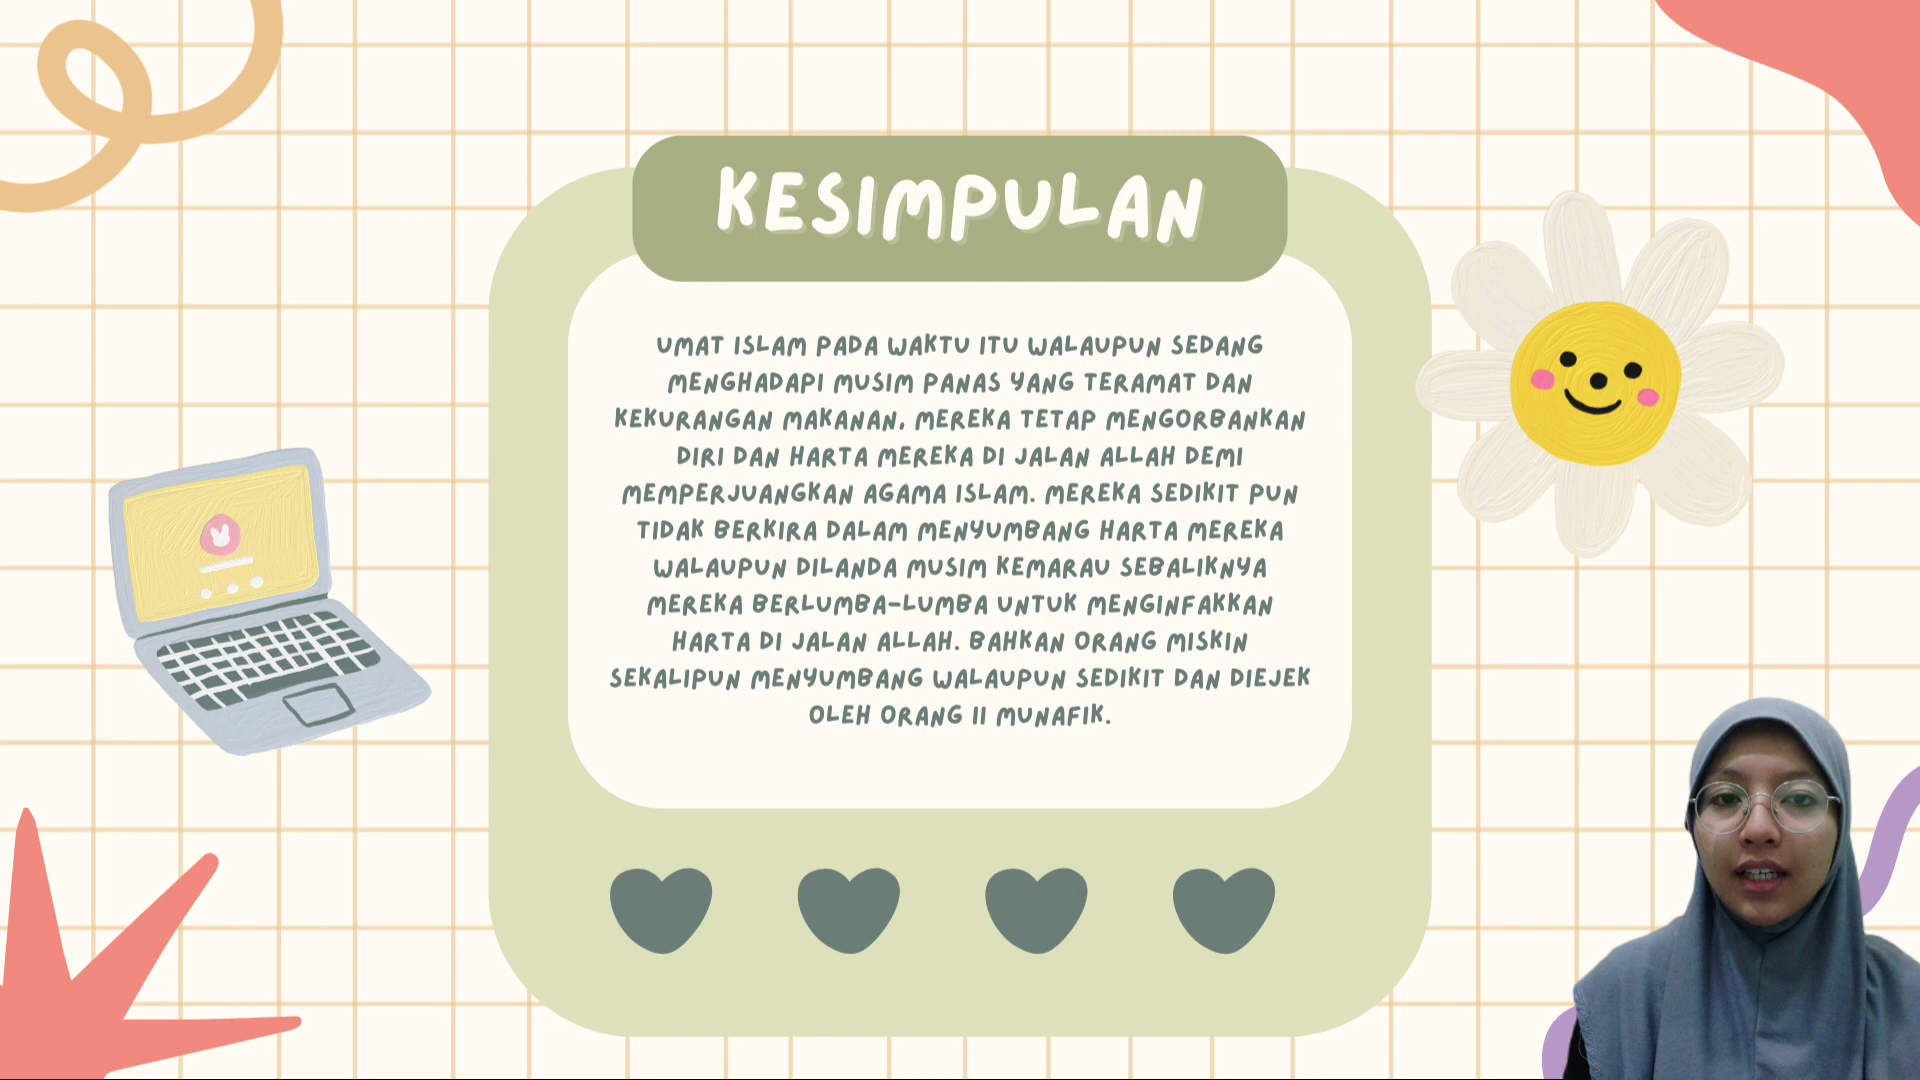 KESIMPULAN
UMAT ISLAM PADA WAKTU ITU WALAUPUN SEDANG
MENGHADAPI MUSIM PANAS YANG TERAMAT DAN
KEKURANGAN MAKANAN, MEREKA TETAP MENGORBANKAN
DIRI DAN HARTA MEREKA DI JALAN ALLAH DEMI
MEMPERJUANGKAN AGAMA ISLAM. MEREKA SEDIKIT PUN
TIDAK BERKIRA DALAM MENYUMBANG HARTA MEREKA
WALAUPUN DILANDA MUSIM KEMARAU SEBALIKNYA
MEREKA BERLUMBA-LUMBA UNTUK MENGINFAKKAN
HARTA DI JALAN ALLAH. BAHKAN ORANG MISKIN
SEKALIPUN MENYUMBANG WALAUPUN SEDIKIT DAN DIEJEK
OLEH ORANG II MUNAFIK.